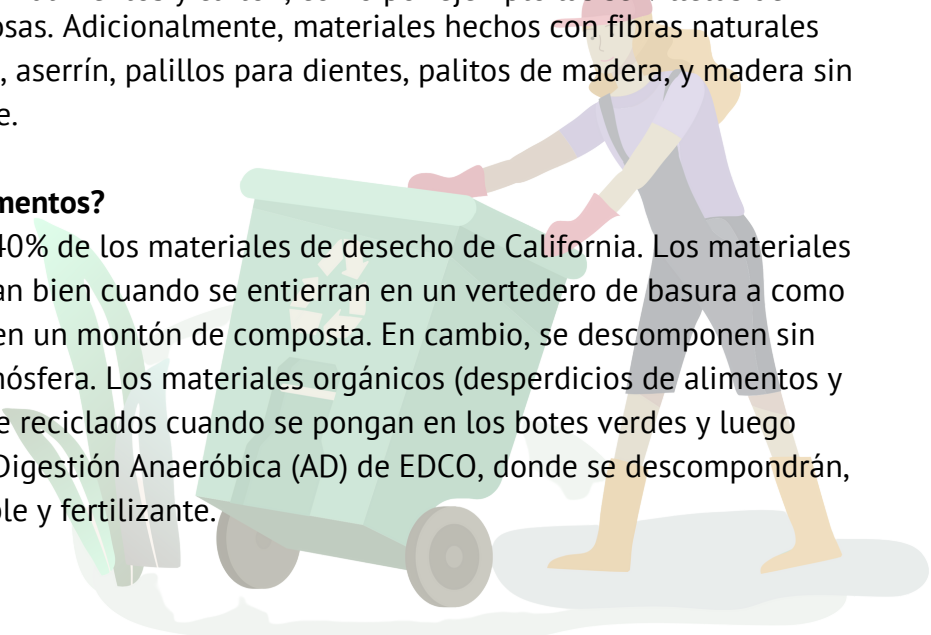 osas. Adicionalmente, materiales hechos con fibras naturales
, aserrín, palillos para dientes, palitos de madera, y madera sin
e.
mentos?
40% de los materiales de desecho de California. Los materiales
an bien cuando se entierran en un vertedero de basura a como
en un montón de composta. En cambio, se descomponen sin
mósfera. Los materiales orgánicos (desperdicios de alimentos y
e reciclados cuando se pongan en los botes verdes y luego
Digestión Anaeróbica (AD) de EDCO, donde se descompondrán,
ble y fertilizante.